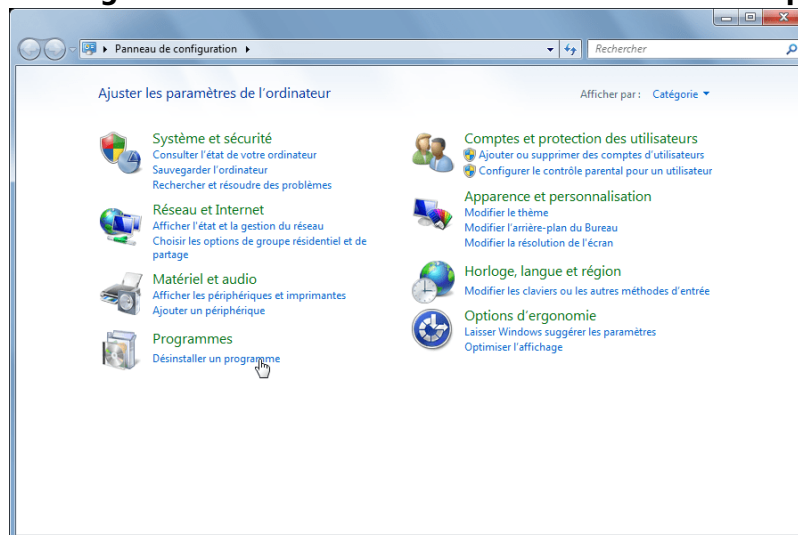 Panneau de configuration
Rechercher
Ajuster les paramètres de l'ordinateur
Afficher par : Catégorie
Système et sécurité
Consulter l'état de votre ordinateur
Sauvegarder l'ordinateur
Rechercher et résoudre des problèmes
Réseau et Internet
Afficher l'état et la gestion du réseau
Choisir les options de groupe résidentiel et de
partage
Matériel et audio
Afficher les périphériques et imprimantes
Ajouter un périphérique
Programmes
Désinstaller un programme
Comptes et protection des utilisateurs
Ajouter ou supprimer des comptes d'utilisateurs
Configurer le contrôle parental pour un utilisateur
Apparence et personnalisation
Modifier le thème
Modifier l'arrière-plan du Bureau
Modifier la résolution de l'écran
Horloge, langue et région
Modifier les claviers ou les autres méthodes d'entrée
Options d'ergonomie
Laisser Windows suggérer les paramètres
Optimiser l'affichage